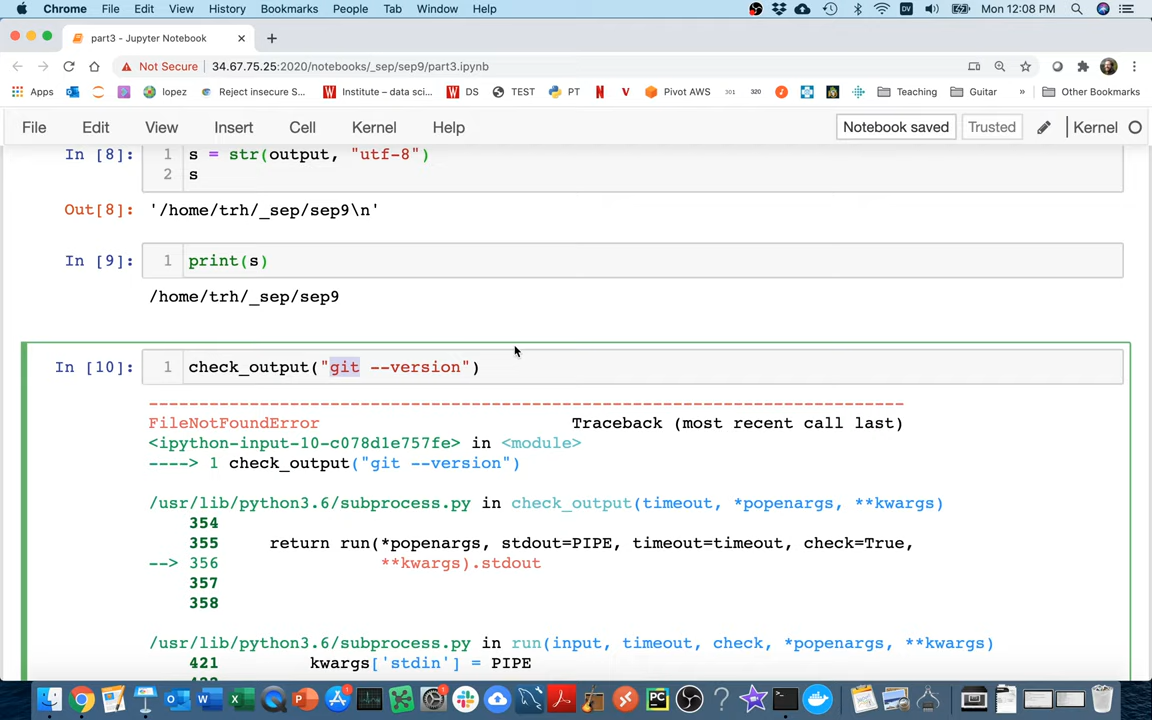 Chrome File Edit View History Bookmarks People Tab Window Help Mon 12:08 PM
part3 - Jupyter Notebook
Not Secure 34.67.75.25:2020/notebooks/_sep/sep9/part3.ipynb
Apps lopez Reject insecure S... Institute – data sci... DS TEST PT Pivot AWS 301 320 Teaching Guitar » Other Bookmarks
File Edit View Insert Cell Kernel Help Notebook saved Trusted Kernel
In [8]: 1 s = str(output, "utf-8")
2 s
Out[8]: '/home/trh/_sep/sep9\n'
In [9]: 1 print(s)
/home/trh/_sep/sep9
In [10]: 1 check_output("git --version")
---------------------------------------------------------------------------
FileNotFoundError Traceback (most recent call last)
<ipython-input-10-c078d1e757fe> in <module>
----> 1 check_output("git --version")
/usr/lib/python3.6/subprocess.py in check_output(timeout, *popenargs, **kwargs)
354
355 return run(*popenargs, stdout=PIPE, timeout=timeout, check=True,
--> 356 **kwargs).stdout
357
358
/usr/lib/python3.6/subprocess.py in run(input, timeout, check, *popenargs, **kwargs)
421 kwargs['stdin'] = PIPE